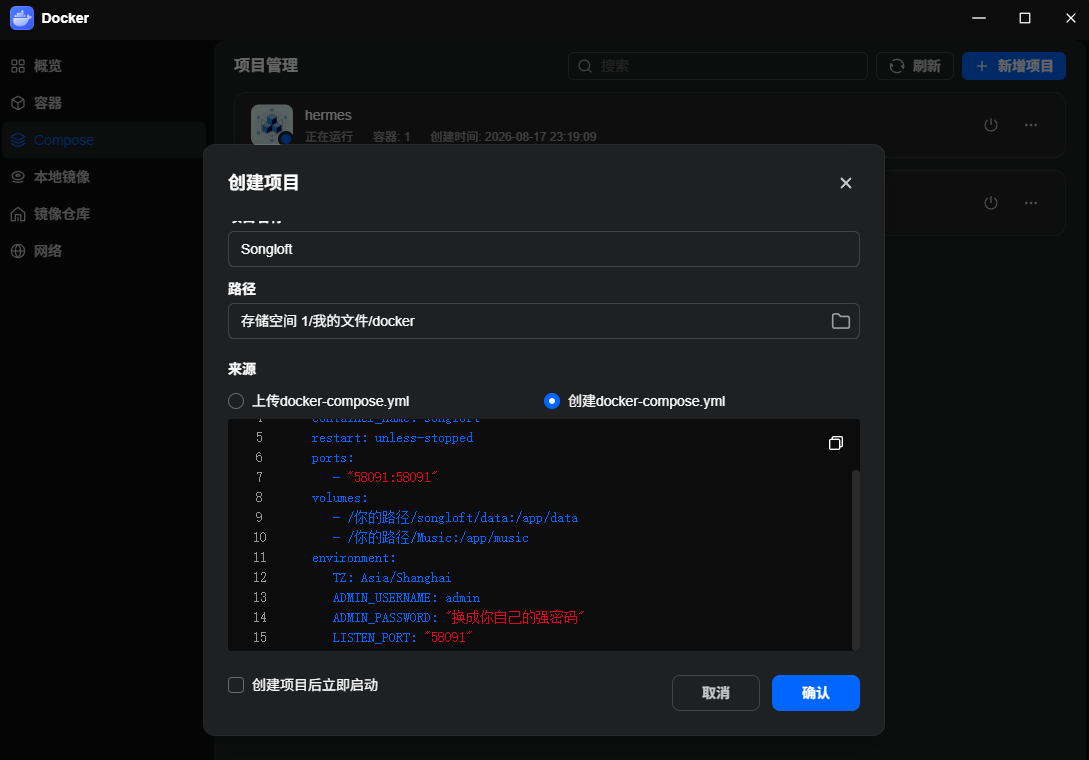 Docker
概览
容器
Compose
本地镜像
镜像仓库
网络
项目管理
搜索
刷新
新增项目
hermes
正在运行 容器: 1 创建时间: 2026-08-17 23:19:09
创建项目
项目名称
Songloft
路径
存储空间 1/我的文件/docker
来源
上传docker-compose.yml
创建docker-compose.yml
4 container_name: songloft
5 restart: unless-stopped
6 ports:
7 - "58091:58091"
8 volumes:
9 - /你的路径/songloft/data:/app/data
10 - /你的路径/Music:/app/music
11 environment:
12 TZ: Asia/Shanghai
13 ADMIN_USERNAME: admin
14 ADMIN_PASSWORD: "换成你自己的强密码"
15 LISTEN_PORT: "58091"
创建项目后立即启动
取消
确认